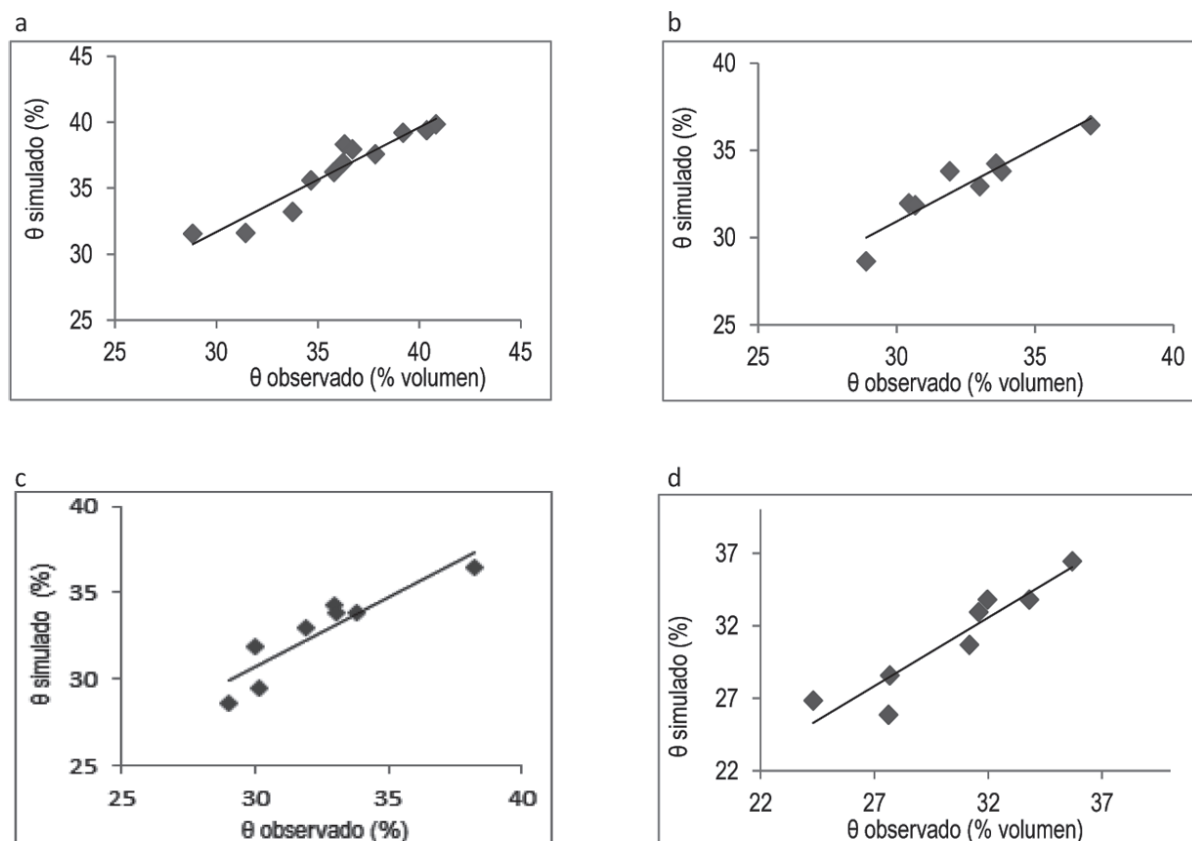 a
45
40
35
30
25
θ simulado (%)
25 30 35 40 45
θ observado (% volumen)
b
40
35
30
25
θ simulado (%)
25 30 35 40
θ observado (% volumen)
c
40
35
30
25
θ simulado (%)
25 30 35 40
θ observado (%)
d
37
32
27
22
θ simulado (%)
22 27 32 37
θ observado (% volumen)